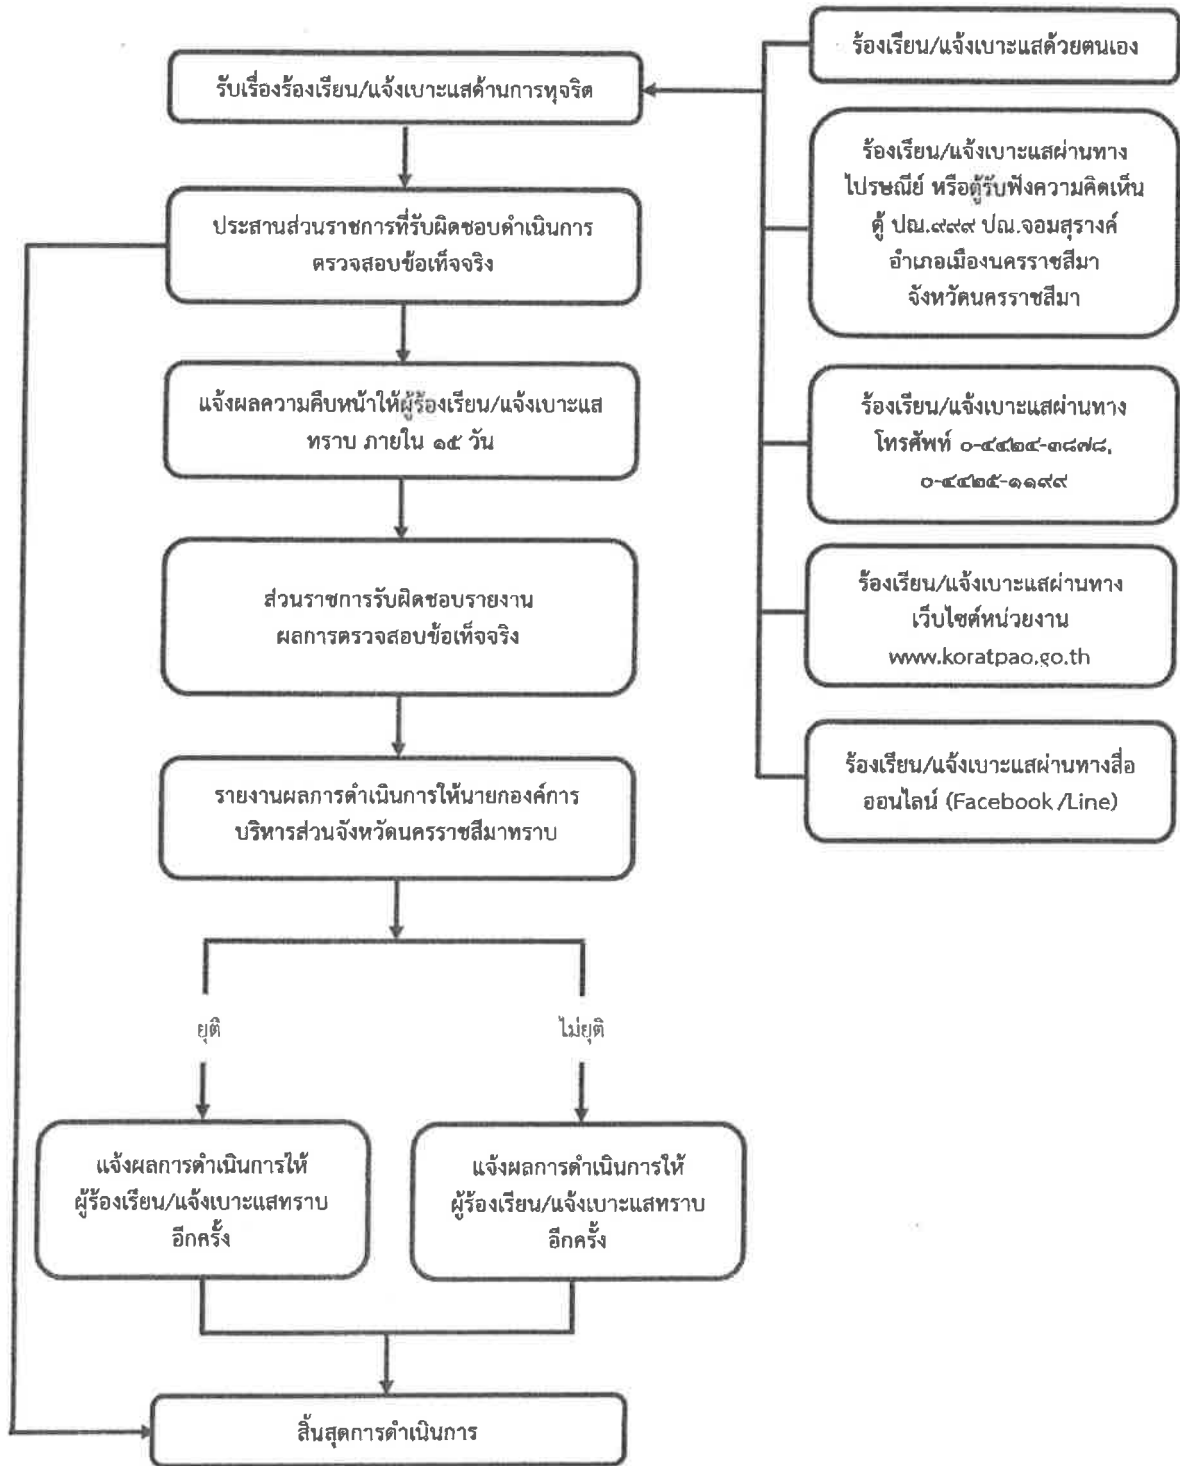 รับเรื่องร้องเรียน/แจ้งเบาะแสด้านการทุจริต
ประสานส่วนราชการที่รับผิดชอบดำเนินการ
ตรวจสอบข้อเท็จจริง
แจ้งผลความคืบหน้าให้ผู้ร้องเรียน/แจ้งเบาะแส
ทราบ ภายใน ๑๕ วัน
ส่วนราชการรับผิดชอบรายงาน
ผลการตรวจสอบข้อเท็จจริง
รายงานผลการดำเนินการให้นายกองค์การ
บริหารส่วนจังหวัดนครราชสีมาทราบ
ยุติ
ไม่ยุติ
แจ้งผลการดำเนินการให้
ผู้ร้องเรียน/แจ้งเบาะแสทราบ
อีกครั้ง
แจ้งผลการดำเนินการให้
ผู้ร้องเรียน/แจ้งเบาะแสทราบ
อีกครั้ง
สิ้นสุดการดำเนินการ
ร้องเรียน/แจ้งเบาะแสด้วยตนเอง
ร้องเรียน/แจ้งเบาะแสผ่านทาง
ไปรษณีย์ หรือตู้รับฟังความคิดเห็น
ตู้ ปณ.๙๙๙ ปณ.จอมสุรางค์
อำเภอเมืองนครราชสีมา
จังหวัดนครราชสีมา
ร้องเรียน/แจ้งเบาะแสผ่านทาง
โทรศัพท์ ๐-๔๔๒๔-๓๘๗๘,
๐-๔๔๒๕-๑๑๙๙
ร้องเรียน/แจ้งเบาะแสผ่านทาง
เว็บไซต์หน่วยงาน
www.koratpao.go.th
ร้องเรียน/แจ้งเบาะแสผ่านทางสื่อ
ออนไลน์ (Facebook/Line)